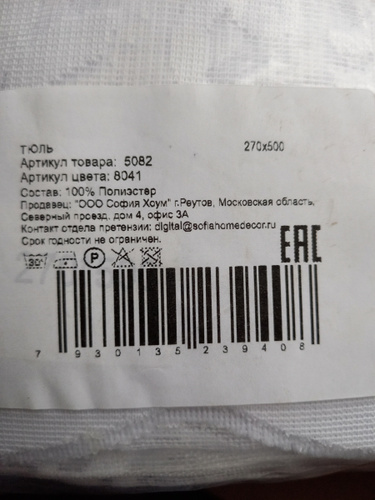 ТЮЛЬ 270x500
Артикул товара: 5082
Артикул цвета: 8041
Состав: 100% Полиэстер
Продавец: "ООО София Хоум" г.Реутов, Московская область,
Северный проезд, дом 4, офис 3А
Контакт отдела претензии: digital@sofiahomedecor.ru
Срок годности не ограничен.
EAC
30° P
7 930135 239408